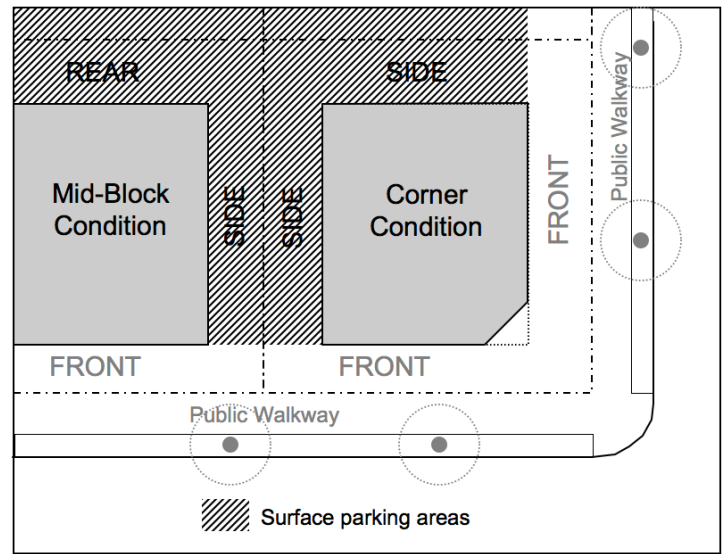 REAR
SIDE
Mid-Block
Condition
SIDE
SIDE
Corner
Condition
FRONT
Public Walkway
FRONT
FRONT
Public Walkway
Surface parking areas